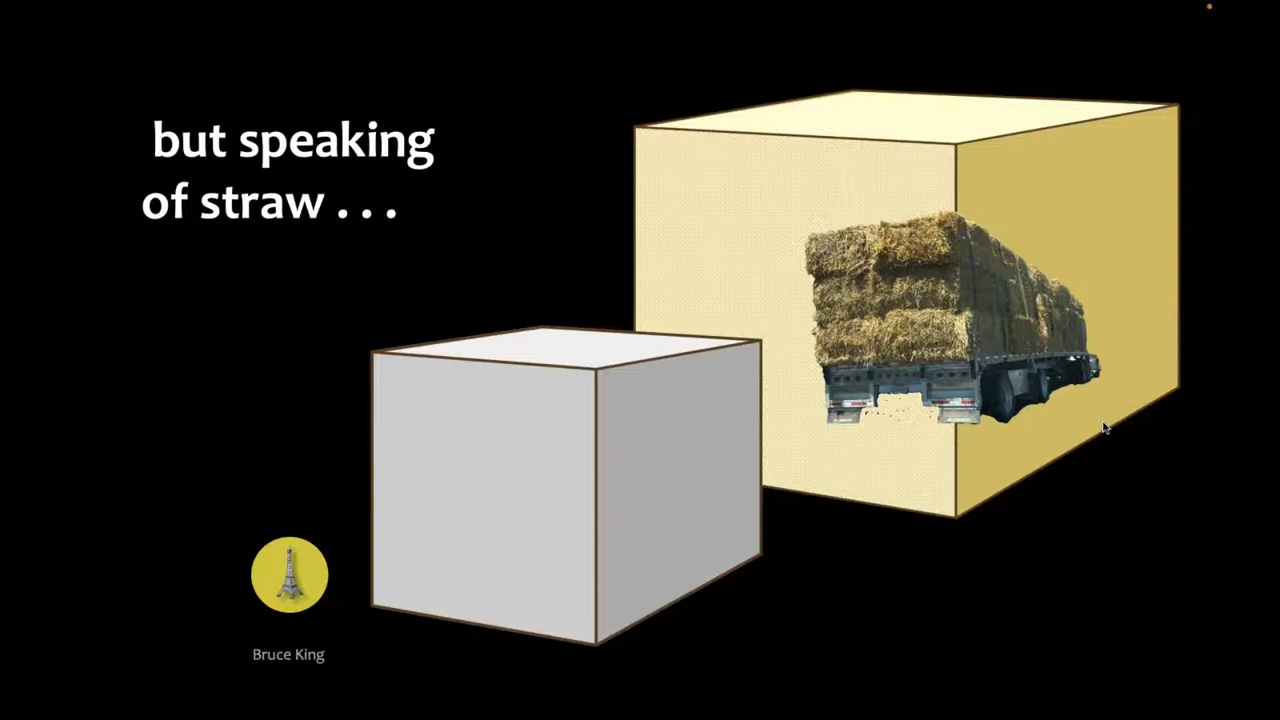 but speaking
of straw . . .
Bruce King